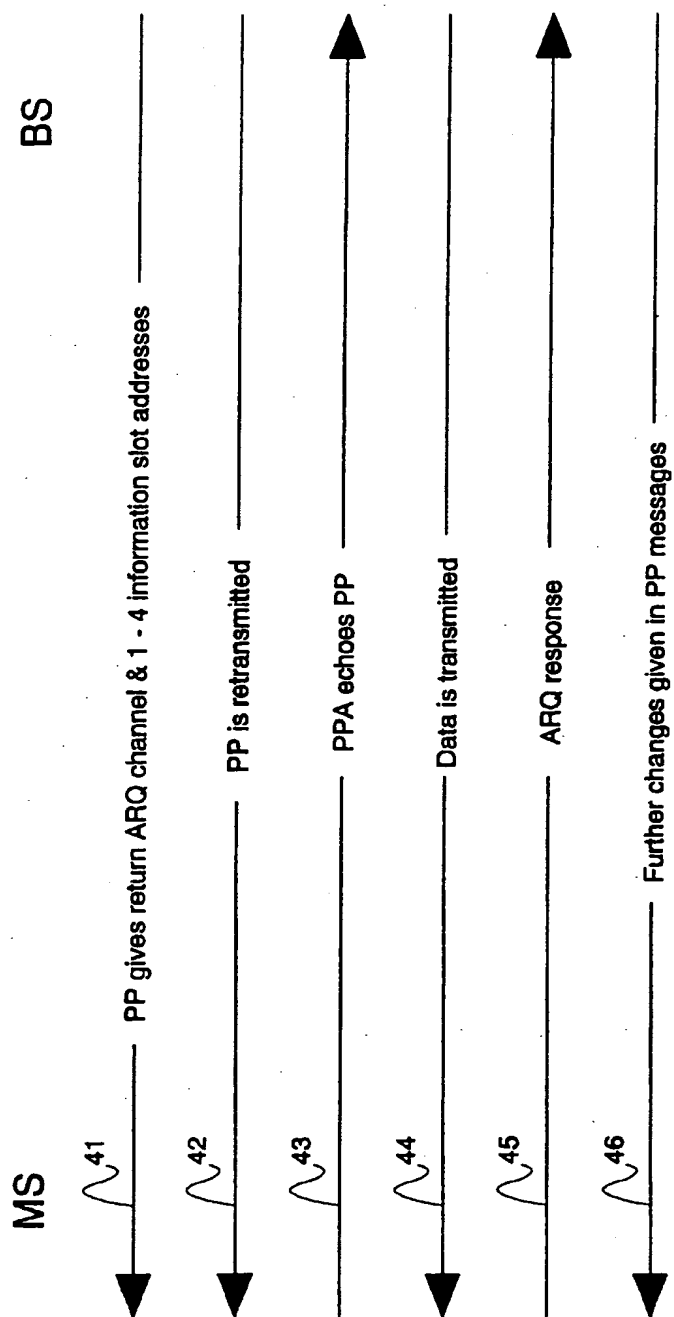 MS BS
41 PP gives return ARQ channel & 1 - 4 information slot addresses
42 PP is retransmitted
43 PPA echoes PP
44 Data is transmitted
45 ARQ response
46 Further changes given in PP messages